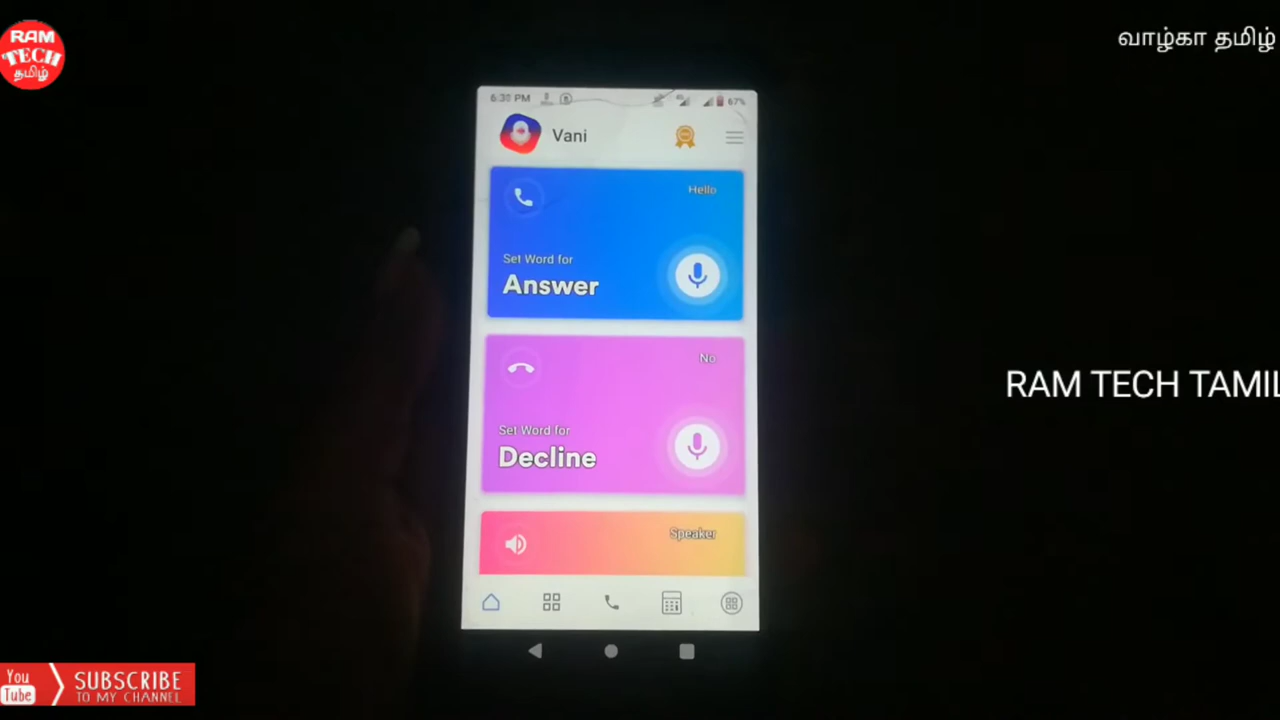 RAM
TECH
தமிழ்
வாழ்கா தமிழ்
6:30 PM
67%
Vani
Hello
Set Word for
Answer
No
Set Word for
Decline
Speaker
RAM TECH TAMIL
You
Tube
SUBSCRIBE
TO MY CHANNEL